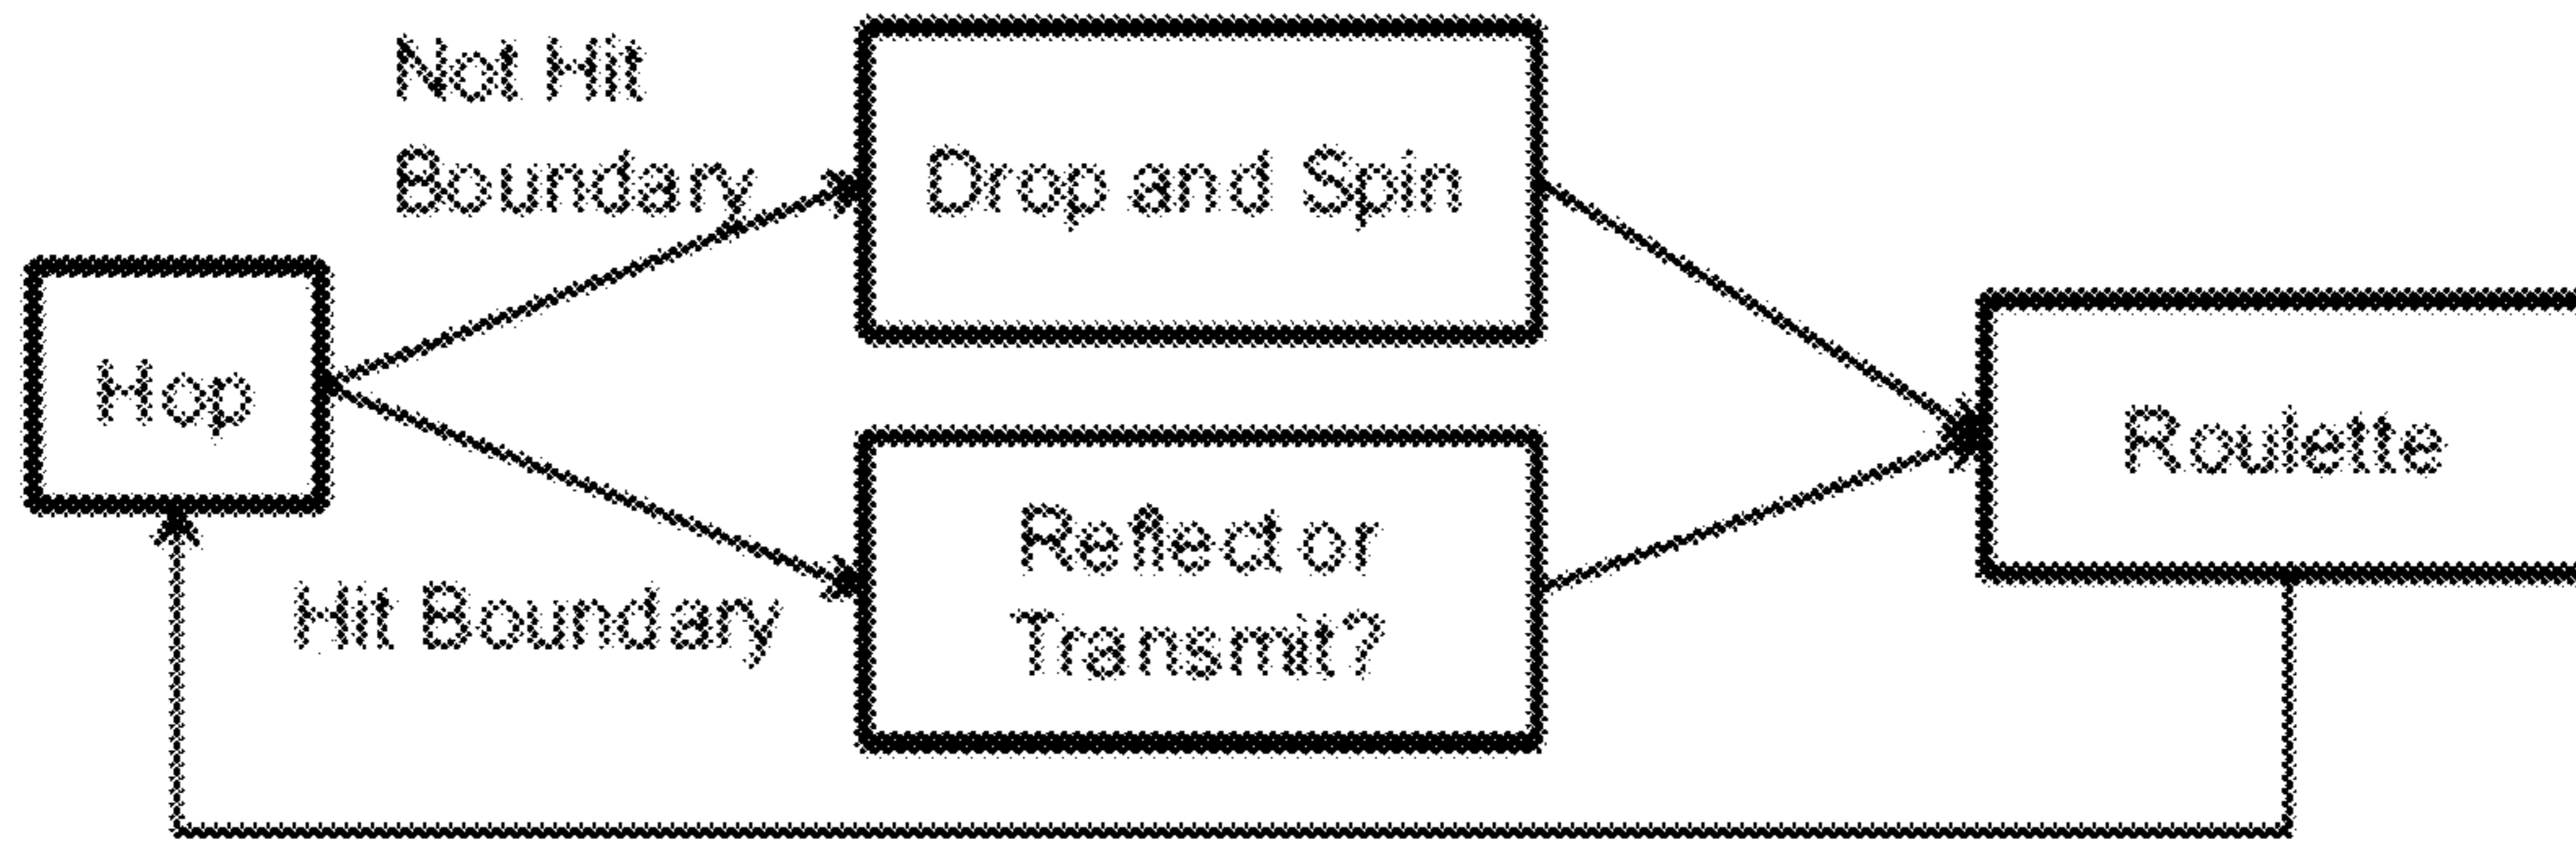 Not Hit
Boundary
Drop and Spin
Hop
Roulette
Reflect or
Transmit?
Hit Boundary